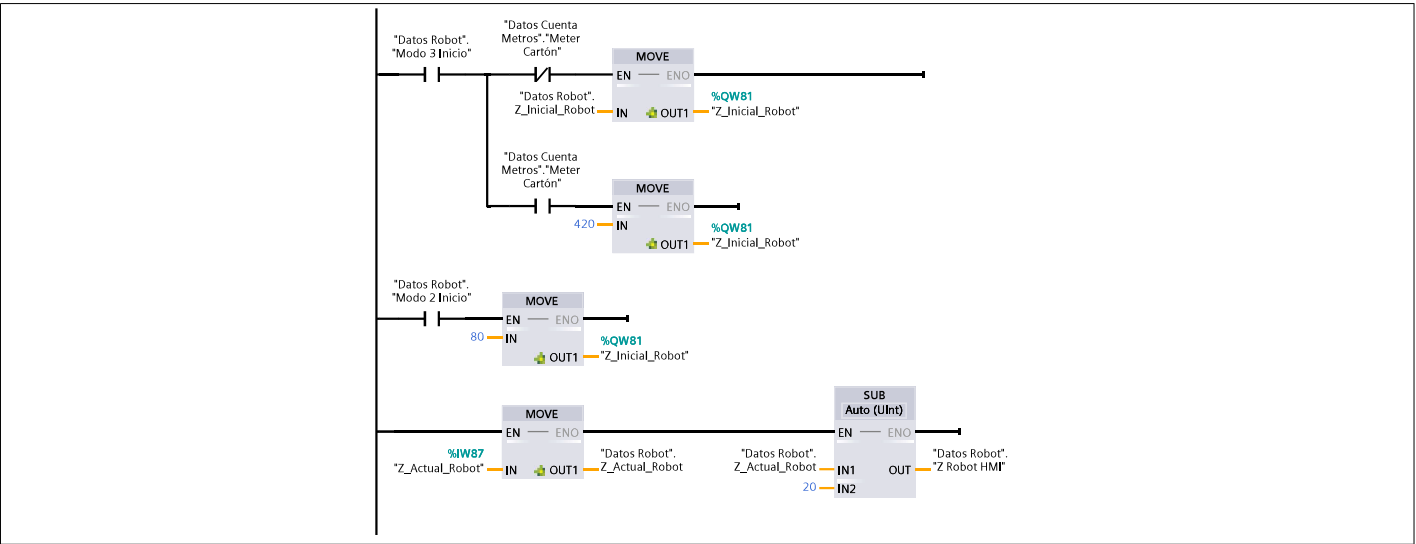 "Datos Robot".
"Modo 3 Inicio"
"Datos Cuenta
Metros"."Meter
Cartón"
MOVE
EN
ENO
"Datos Robot".
Z_Inicial_Robot
IN
OUT1
%QW81
"Z_Inicial_Robot"
"Datos Cuenta
Metros"."Meter
Cartón"
MOVE
EN
ENO
420
IN
OUT1
%QW81
"Z_Inicial_Robot"
"Datos Robot".
"Modo 2 Inicio"
MOVE
EN
ENO
80
IN
OUT1
%QW81
"Z_Inicial_Robot"
MOVE
EN
ENO
%IW87
"Z_Actual_Robot"
IN
OUT1
"Datos Robot".
Z_Actual_Robot
SUB
Auto (UInt)
EN
ENO
"Datos Robot".
Z_Actual_Robot
IN1
OUT
"Datos Robot".
"Z Robot HMI"
20
IN2